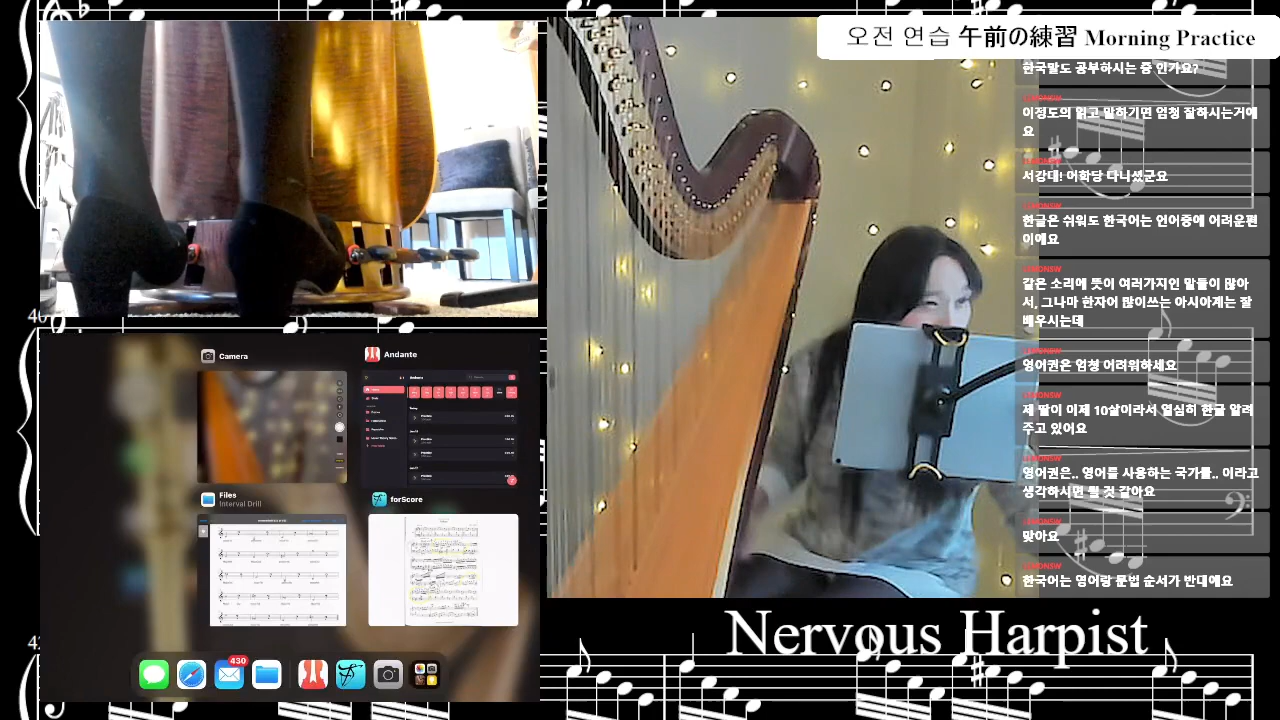 오전 연습 午前の練習 Morning Practice
한국말도 공부하시는 중 인가요?
이정도의 읽고 말하기면 엄청 잘하시는거에
요
서강대! 어학당 다니셨군요
한글은 쉬워도 한국어는 언어중에 어려운편
이에요
같은 소리에 뜻이 여러가지인 말들이 많아
서, 그나마 한자어 많이쓰는 아시아계는 잘
배우시는데
영어권은 엄청 어려워하세요
제 딸이 이제 10살이라서 열심히 한글 알려
주고 있어요
영어권은.. 영어를 사용하는 국가를.. 이라고
생각하시면 될 것 같아요
맞아요
한국어는 영어랑 문법 순서가 반대에요
Camera
Andante
Files
Interval Drill
forScore
430
Nervous Harpist
40
42